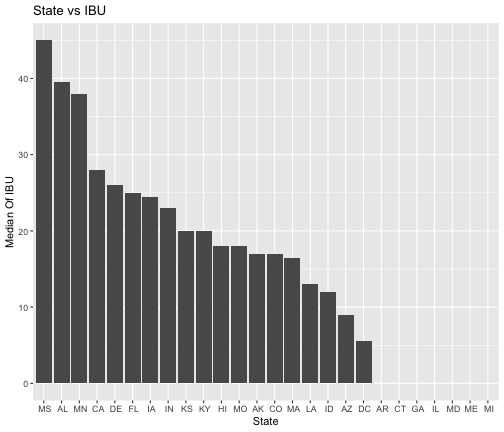 State vs IBU
Median Of IBU
40
30
20
10
0
MS AL MN CA DE FL IA IN KS KY HI MO AK CO MA LA ID AZ DC AR CT GA IL MD ME MI
State